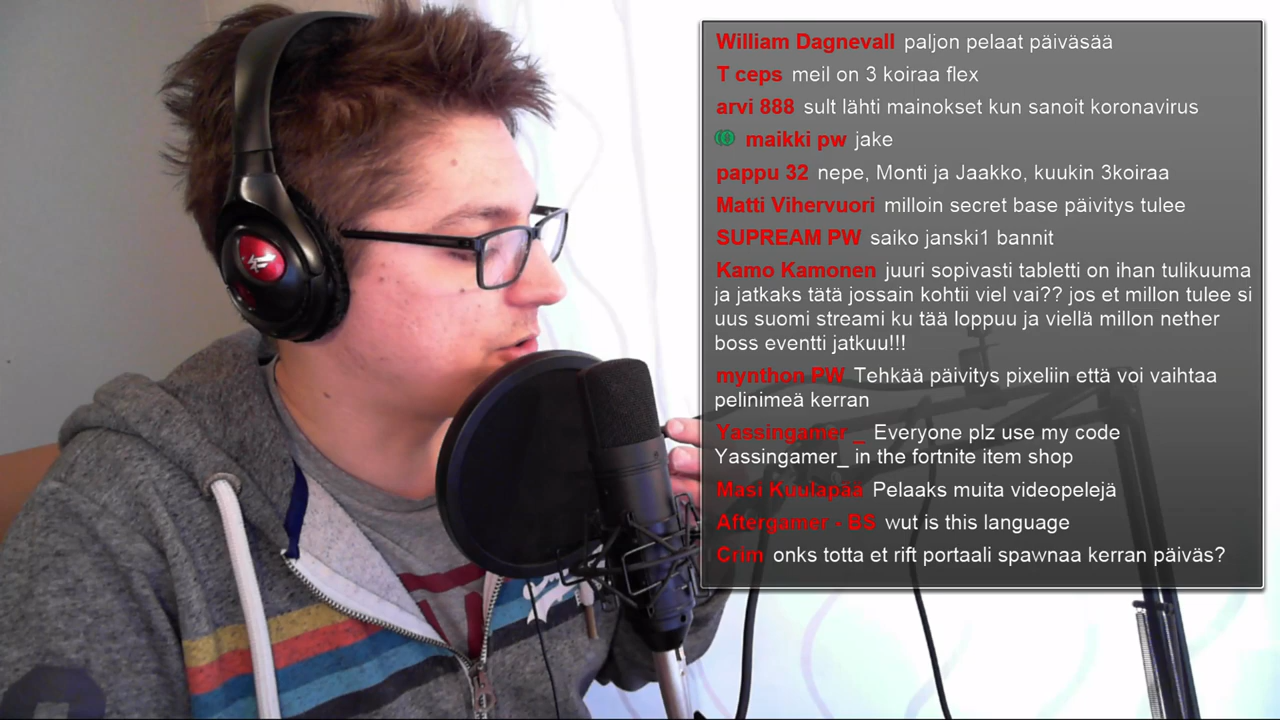 William Dagnevall paljon pelaat päiväsää
T ceps meil on 3 koiraa flex
arvi 888 sult lähti mainokset kun sanoit koronavirus
maikki pw jake
pappu 32 nepe, Monti ja Jaakko, kuukin 3koiraa
Matti Vihervuori milloin secret base päivitys tulee
SUPREAM PW saiko janski1 bannit
Kamo Kamonen juuri sopivasti tabletti on ihan tulikuuma
ja jatkaks tätä jossain kohtii viel vai?? jos et millon tulee si
uus suomi streami ku tää loppuu ja viellä millon nether
boss eventti jatkuu!!!
mynthon PW Tehkää päivitys pixeliin että voi vaihtaa
pelinimeä kerran
Yassingamer _ Everyone plz use my code
Yassingamer_ in the fortnite item shop
Masi Kuulapää Pelaaks muita videopelejä
Aftergamer - BS wut is this language
Crim onks totta et rift portaali spawnaa kerran päiväs?